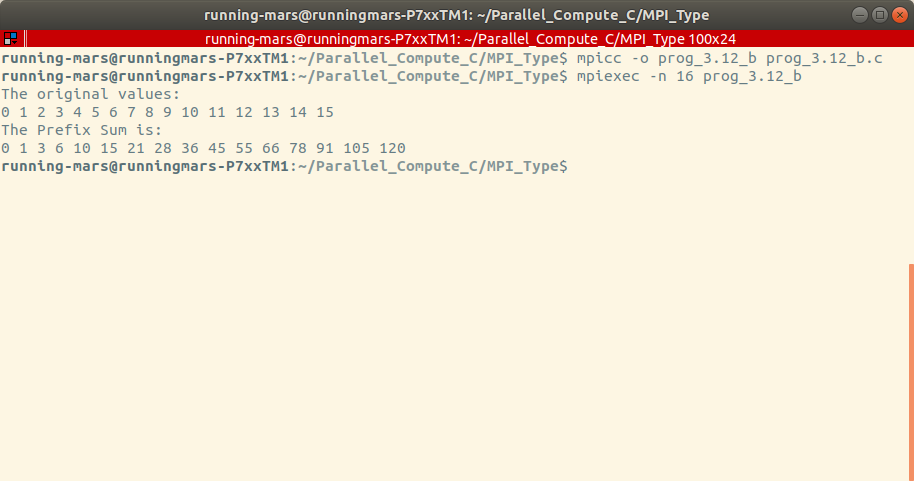 running-mars@runningmars-P7xxTM1: ~/Parallel_Compute_C/MPI_Type
running-mars@runningmars-P7xxTM1: ~/Parallel_Compute_C/MPI_Type 100x24
running-mars@runningmars-P7xxTM1:~/Parallel_Compute_C/MPI_Type$ mpicc -o prog_3.12_b prog_3.12_b.c
running-mars@runningmars-P7xxTM1:~/Parallel_Compute_C/MPI_Type$ mpiexec -n 16 prog_3.12_b
The original values:
0 1 2 3 4 5 6 7 8 9 10 11 12 13 14 15
The Prefix Sum is:
0 1 3 6 10 15 21 28 36 45 55 66 78 91 105 120
running-mars@runningmars-P7xxTM1:~/Parallel_Compute_C/MPI_Type$